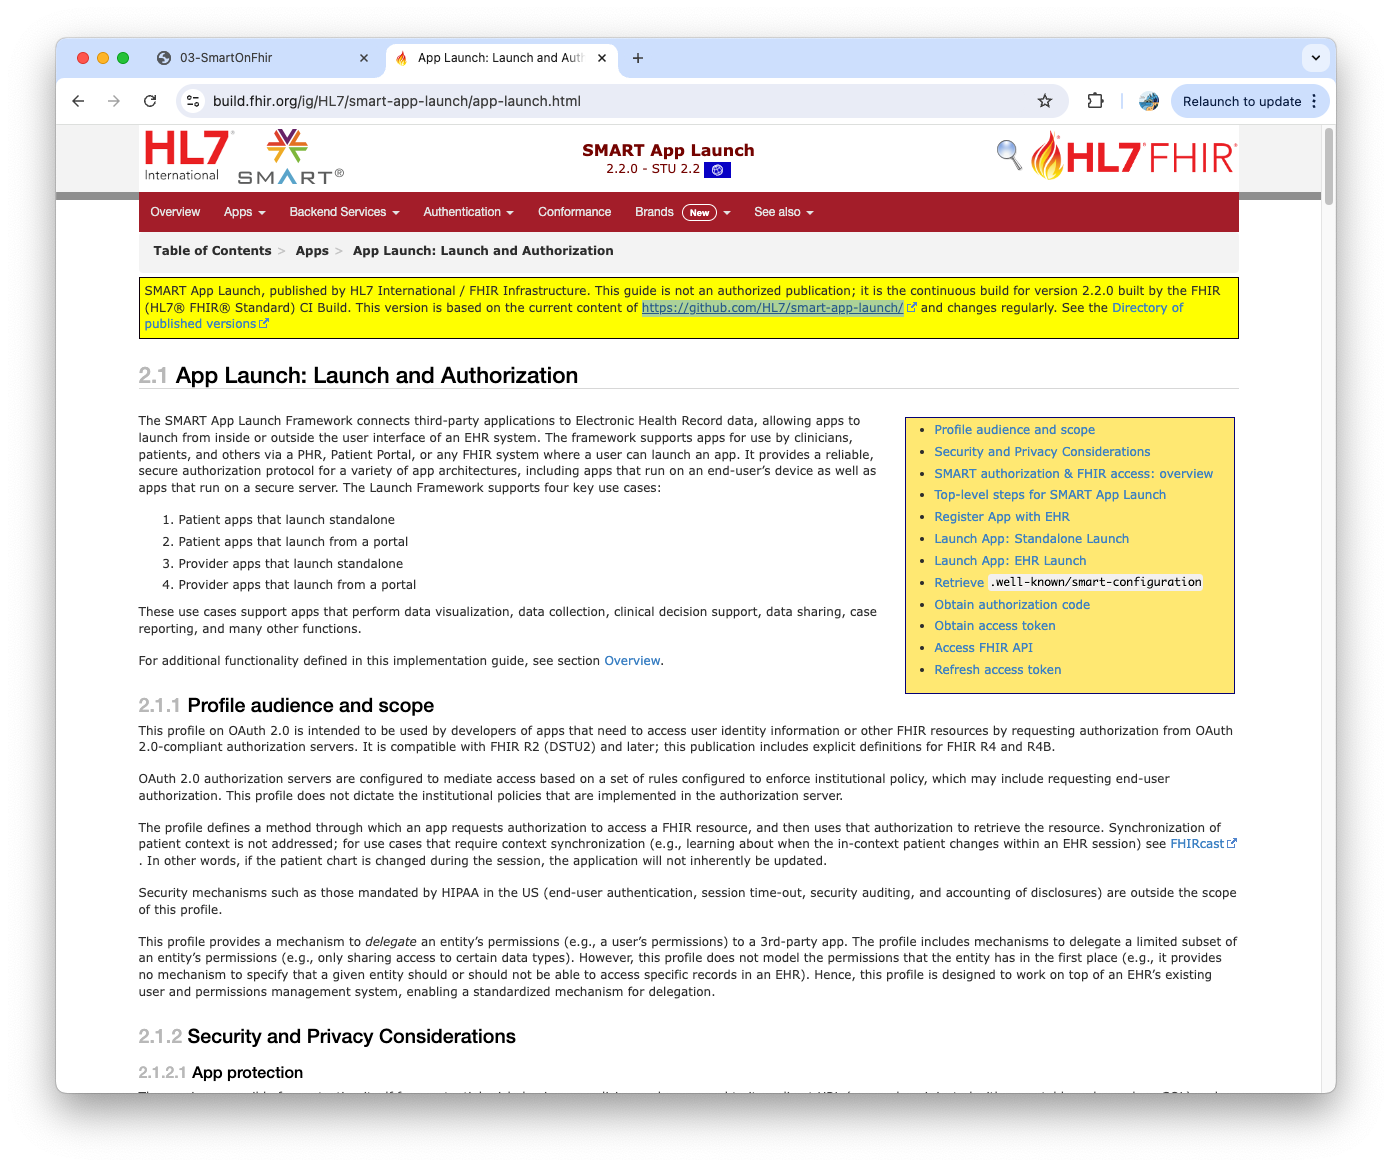 03-SmartOnFhir
App Launch: Launch and Aut
build.fhir.org/ig/HL7/smart-app-launch/app-launch.html
Relaunch to update
HL7®
International
SMART®
SMART App Launch
2.2.0 - STU 2.2
HL7® FHIR®
Overview Apps Backend Services Authentication Conformance Brands New See also
Table of Contents > Apps > App Launch: Launch and Authorization
SMART App Launch, published by HL7 International / FHIR Infrastructure. This guide is not an authorized publication; it is the continuous build for version 2.2.0 built by the FHIR
(HL7® FHIR® Standard) CI Build. This version is based on the current content of https://github.com/HL7/smart-app-launch/ and changes regularly. See the Directory of
published versions
2.1 App Launch: Launch and Authorization
The SMART App Launch Framework connects third-party applications to Electronic Health Record data, allowing apps to
launch from inside or outside the user interface of an EHR system. The framework supports apps for use by clinicians,
patients, and others via a PHR, Patient Portal, or any FHIR system where a user can launch an app. It provides a reliable,
secure authorization protocol for a variety of app architectures, including apps that run on an end-user's device as well as
apps that run on a secure server. The Launch Framework supports four key use cases:
1. Patient apps that launch standalone
2. Patient apps that launch from a portal
3. Provider apps that launch standalone
4. Provider apps that launch from a portal
These use cases support apps that perform data visualization, data collection, clinical decision support, data sharing, case
reporting, and many other functions.
For additional functionality defined in this implementation guide, see section Overview.
• Profile audience and scope
• Security and Privacy Considerations
• SMART authorization & FHIR access: overview
• Top-level steps for SMART App Launch
• Register App with EHR
• Launch App: Standalone Launch
• Launch App: EHR Launch
• Retrieve .well-known/smart-configuration
• Obtain authorization code
• Obtain access token
• Access FHIR API
• Refresh access token
2.1.1 Profile audience and scope
This profile on OAuth 2.0 is intended to be used by developers of apps that need to access user identity information or other FHIR resources by requesting authorization from OAuth
2.0-compliant authorization servers. It is compatible with FHIR R2 (DSTU2) and later; this publication includes explicit definitions for FHIR R4 and R4B.
OAuth 2.0 authorization servers are configured to mediate access based on a set of rules configured to enforce institutional policy, which may include requesting end-user
authorization. This profile does not dictate the institutional policies that are implemented in the authorization server.
The profile defines a method through which an app requests authorization to access a FHIR resource, and then uses that authorization to retrieve the resource. Synchronization of
patient context is not addressed; for use cases that require context synchronization (e.g., learning about when the in-context patient changes within an EHR session) see FHIRcast
. In other words, if the patient chart is changed during the session, the application will not inherently be updated.
Security mechanisms such as those mandated by HIPAA in the US (end-user authentication, session time-out, security auditing, and accounting of disclosures) are outside the scope
of this profile.
This profile provides a mechanism to delegate an entity's permissions (e.g., a user's permissions) to a 3rd-party app. The profile includes mechanisms to delegate a limited subset of
an entity's permissions (e.g., only sharing access to certain data types). However, this profile does not model the permissions that the entity has in the first place (e.g., it provides
no mechanism to specify that a given entity should or should not be able to access specific records in an EHR). Hence, this profile is designed to work on top of an EHR's existing
user and permissions management system, enabling a standardized mechanism for delegation.
2.1.2 Security and Privacy Considerations
2.1.2.1 App protection